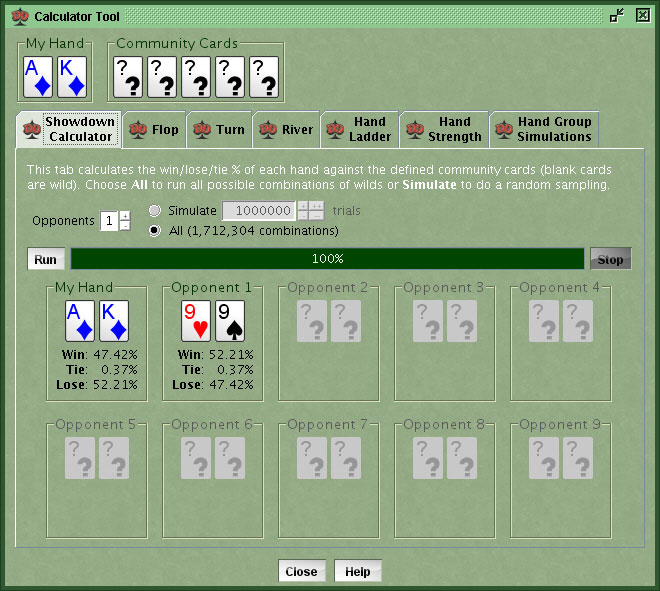 Calculator Tool
My Hand
Community Cards
A K ? ? ? ? ? ? ? ? ? ?
Showdown
Calculator
Flop
Turn
River
Hand
Ladder
Hand
Strength
Hand Group
Simulations
This tab calculates the win/lose/tie % of each hand against the defined community cards (blank cards
are wild). Choose All to run all possible combinations of wilds or Simulate to do a random sampling.
Opponents 1
Simulate 1000000 trials
All (1,712,304 combinations)
Run 100% Stop
My Hand
A K
Win: 47.42%
Tie: 0.37%
Lose: 52.21%
Opponent 1
9 9
Win: 52.21%
Tie: 0.37%
Lose: 47.42%
Opponent 2
? ? ? ?
Opponent 3
? ? ? ?
Opponent 4
? ? ? ?
Opponent 5
? ? ? ?
Opponent 6
? ? ? ?
Opponent 7
? ? ? ?
Opponent 8
? ? ? ?
Opponent 9
? ? ? ?
Close Help